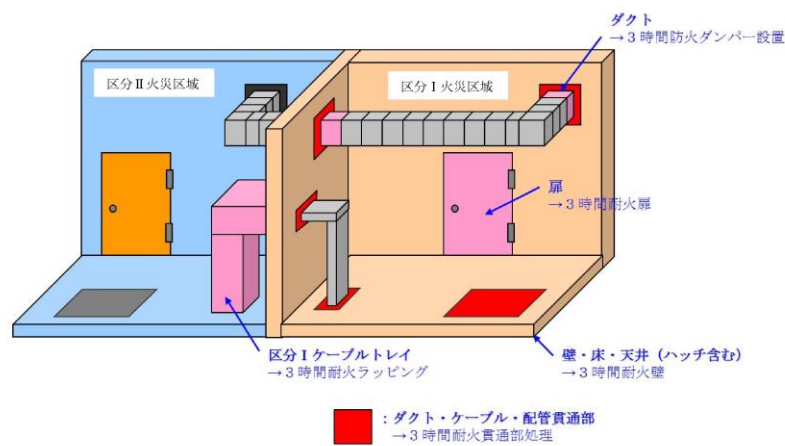 ダクト
→３時間防火ダンパー設置
区分Ⅱ火災区域
区分Ⅰ火災区域
扉
→３時間耐火扉
区分Ⅰケーブルトレイ
→３時間耐火ラッピング
壁・床・天井（ハッチ含む）
→３時間耐火壁
：ダクト・ケーブル・配管貫通部
→３時間耐火貫通部処理